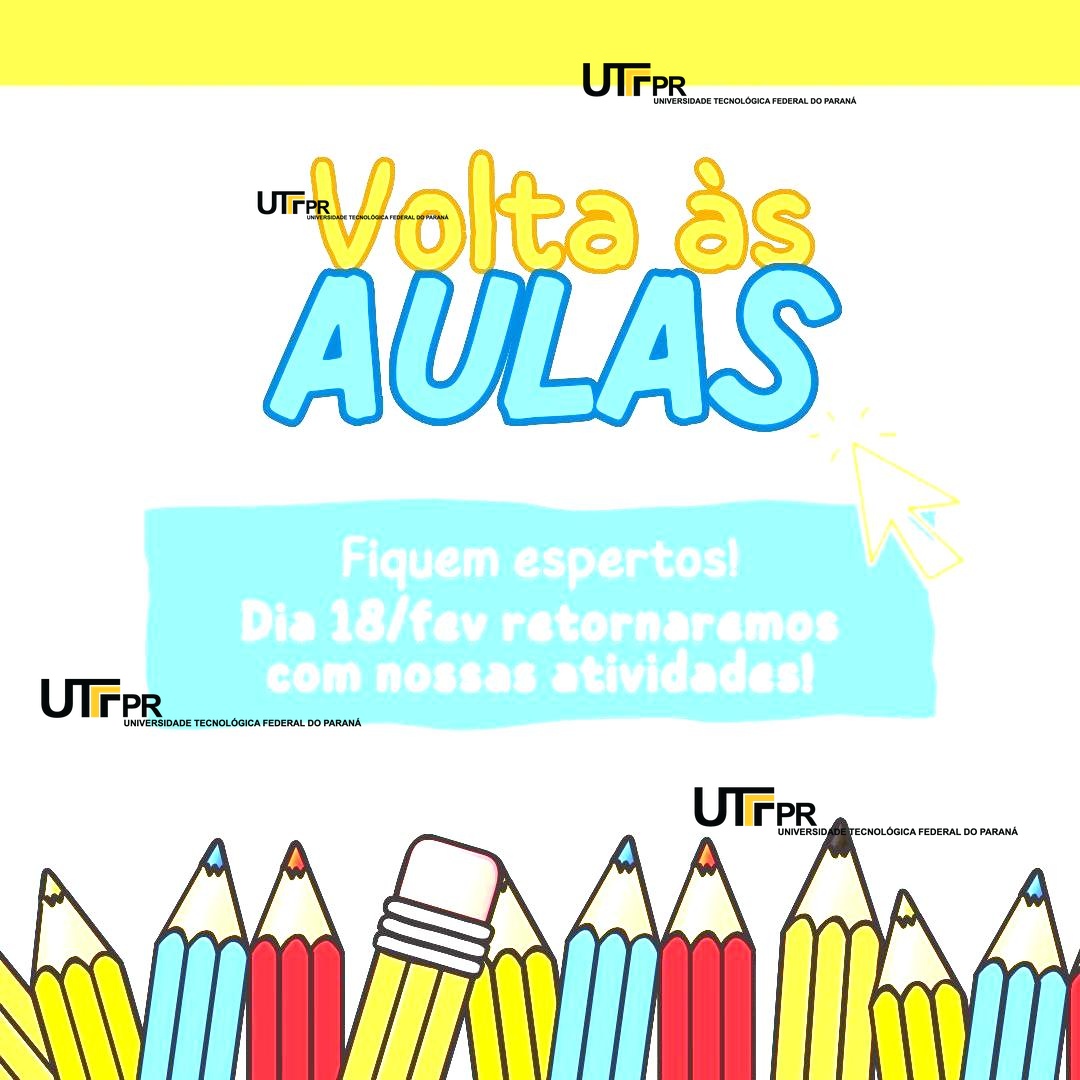 UTFPR
UNIVERSIDADE TECNOLÓGICA FEDERAL DO PARANÁ
Volta às
UTFPR
UNIVERSIDADE TECNOLÓGICA FEDERAL DO PARANÁ
AULAS
Fiquem espertos!
Dia 18/fev retornaremos
com nossas atividades!
UTFPR
UNIVERSIDADE TECNOLÓGICA FEDERAL DO PARANÁ
UTFPR
UNIVERSIDADE TECNOLÓGICA FEDERAL DO PARANÁ